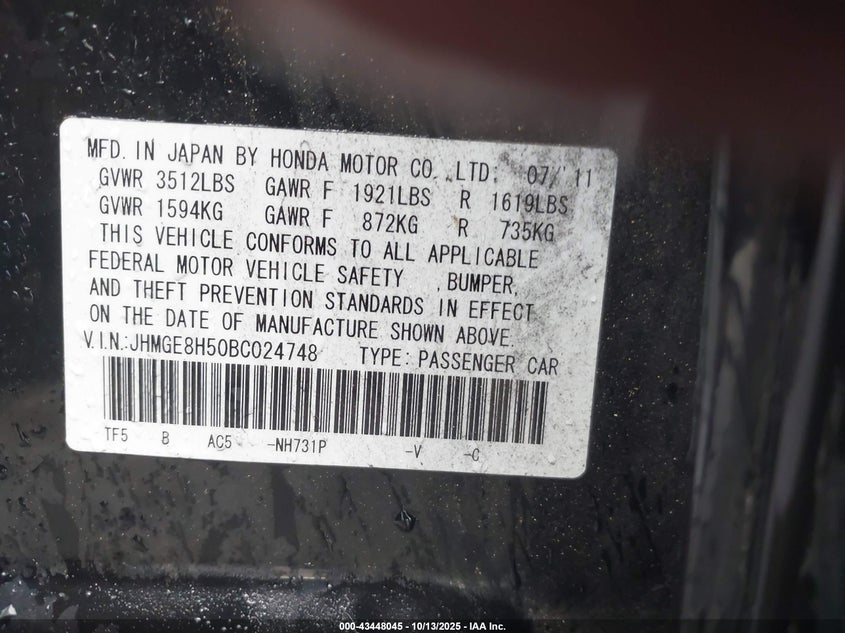 MFD. IN JAPAN BY HONDA MOTOR CO., LTD: 07/'11
GVWR 3512LBS GAWR F 1921LBS R 1619LBS
GVWR 1594KG GAWR F 872KG R 735KG
THIS VEHICLE CONFORMS TO ALL APPLICABLE
FEDERAL MOTOR VEHICLE SAFETY , BUMPER,
AND THEFT PREVENTION STANDARDS IN EFFECT
ON THE DATE OF MANUFACTURE SHOWN ABOVE.
V.I.N.:JHMGE8H50BC024748 TYPE: PASSENGER CAR
TF5 B AC5 -NH731P -V -C
000-43448045 - 10/13/2025 - IAA Inc.